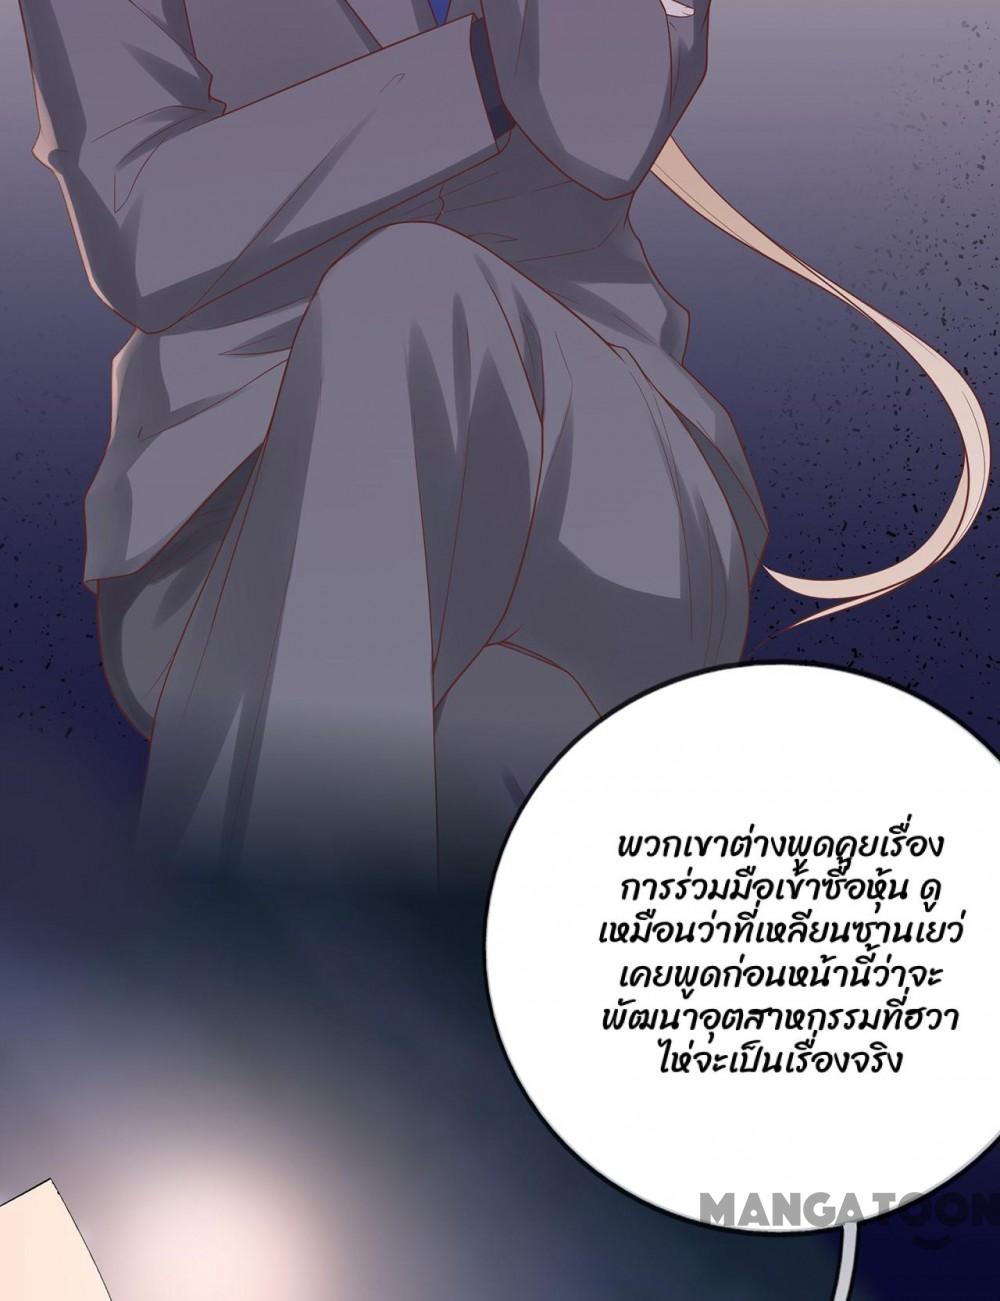 พวกเขาต่างพูดคุยเรื่อง
การร่วมมือเข้าซื้อหุ้น ดู
เหมือนว่าที่เหลียนซานเยว่
เคยพูดก่อนหน้านี้ว่าจะ
พัฒนาอุตสาหกรรมที่ฮวา
ไห่จะเป็นเรื่องจริง
MANGATOON